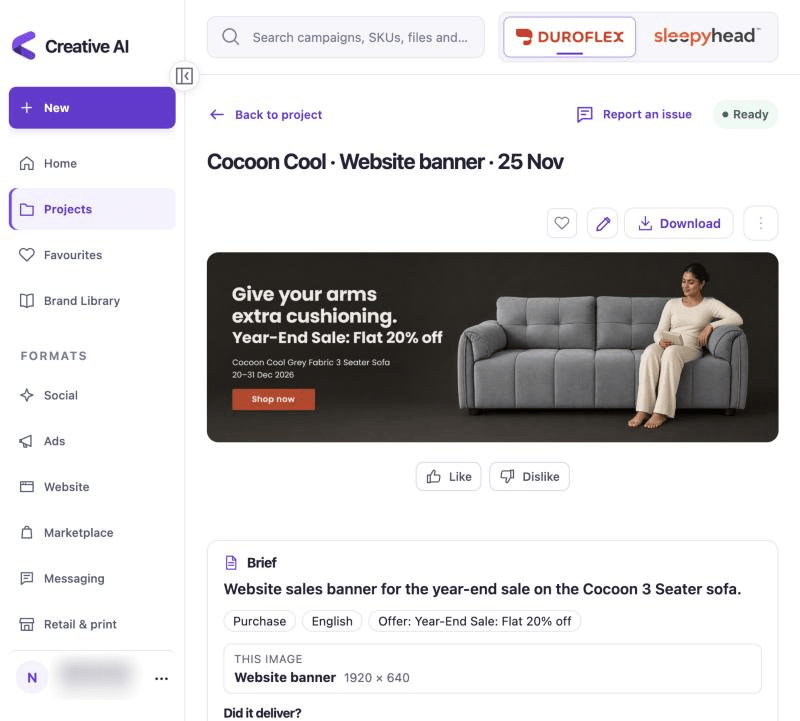 Creative AI
Search campaigns, SKUs, files and...
DUROFLEX
sleepyhead™
New
Home
Projects
Favourites
Brand Library
FORMATS
Social
Ads
Website
Marketplace
Messaging
Retail & print
N
Back to project
Report an issue
Ready
Cocoon Cool · Website banner · 25 Nov
Download
Give your arms
extra cushioning.
Year-End Sale: Flat 20% off
Cocoon Cool Grey Fabric 3 Seater Sofa
20–31 Dec 2026
Shop now
Like
Dislike
Brief
Website sales banner for the year-end sale on the Cocoon 3 Seater sofa.
Purchase
English
Offer: Year-End Sale: Flat 20% off
THIS IMAGE
Website banner 1920 × 640
Did it deliver?